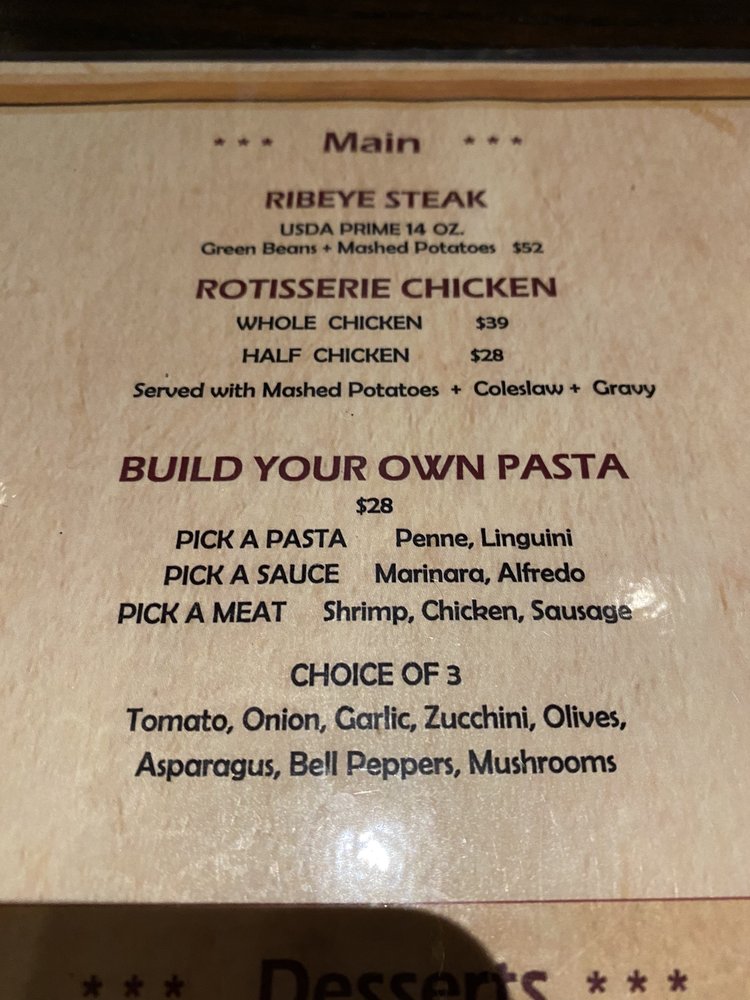 *** Main ***
RIBEYE STEAK
USDA PRIME 14 OZ.
Green Beans + Mashed Potatoes $52
ROTISSERIE CHICKEN
WHOLE CHICKEN $39
HALF CHICKEN $28
Served with Mashed Potatoes + Coleslaw + Gravy
BUILD YOUR OWN PASTA
$28
PICK A PASTA Penne, Linguini
PICK A SAUCE Marinara, Alfredo
PICK A MEAT Shrimp, Chicken, Sausage
CHOICE OF 3
Tomato, Onion, Garlic, Zucchini, Olives,
Asparagus, Bell Peppers, Mushrooms
*** Desserts ***